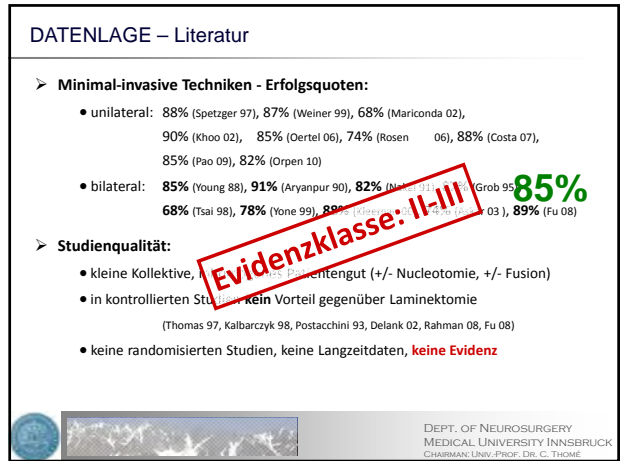 DATENLAGE – Literatur
➢ Minimal-invasive Techniken - Erfolgsquoten:
• unilateral: 88% (Spetzger 97), 87% (Weiner 99), 68% (Mariconda 02),
90% (Khoo 02), 85% (Oertel 06), 74% (Rosen 06), 88% (Costa 07),
85% (Pao 09), 82% (Orpen 10)
• bilateral: 85% (Young 88), 91% (Aryanpur 90), 82% 91), (Grob 95)
85%
68% (Tsai 98), 78% (Yone 99), 88% 03 ), 89% (Fu 08)
Evidenzklasse: II-III
➢ Studienqualität:
• kleine Kollektive, Patientengut (+/- Nucleotomie, +/- Fusion)
• in kontrollierten Studien kein Vorteil gegenüber Laminektomie
(Thomas 97, Kalbarczyk 98, Postacchini 93, Delank 02, Rahman 08, Fu 08)
• keine randomisierten Studien, keine Langzeitdaten, keine Evidenz
DEPT. OF NEUROSURGERY
MEDICAL UNIVERSITY INNSBRUCK
CHAIRMAN: UNIV.-PROF. DR. C. THOMÉ